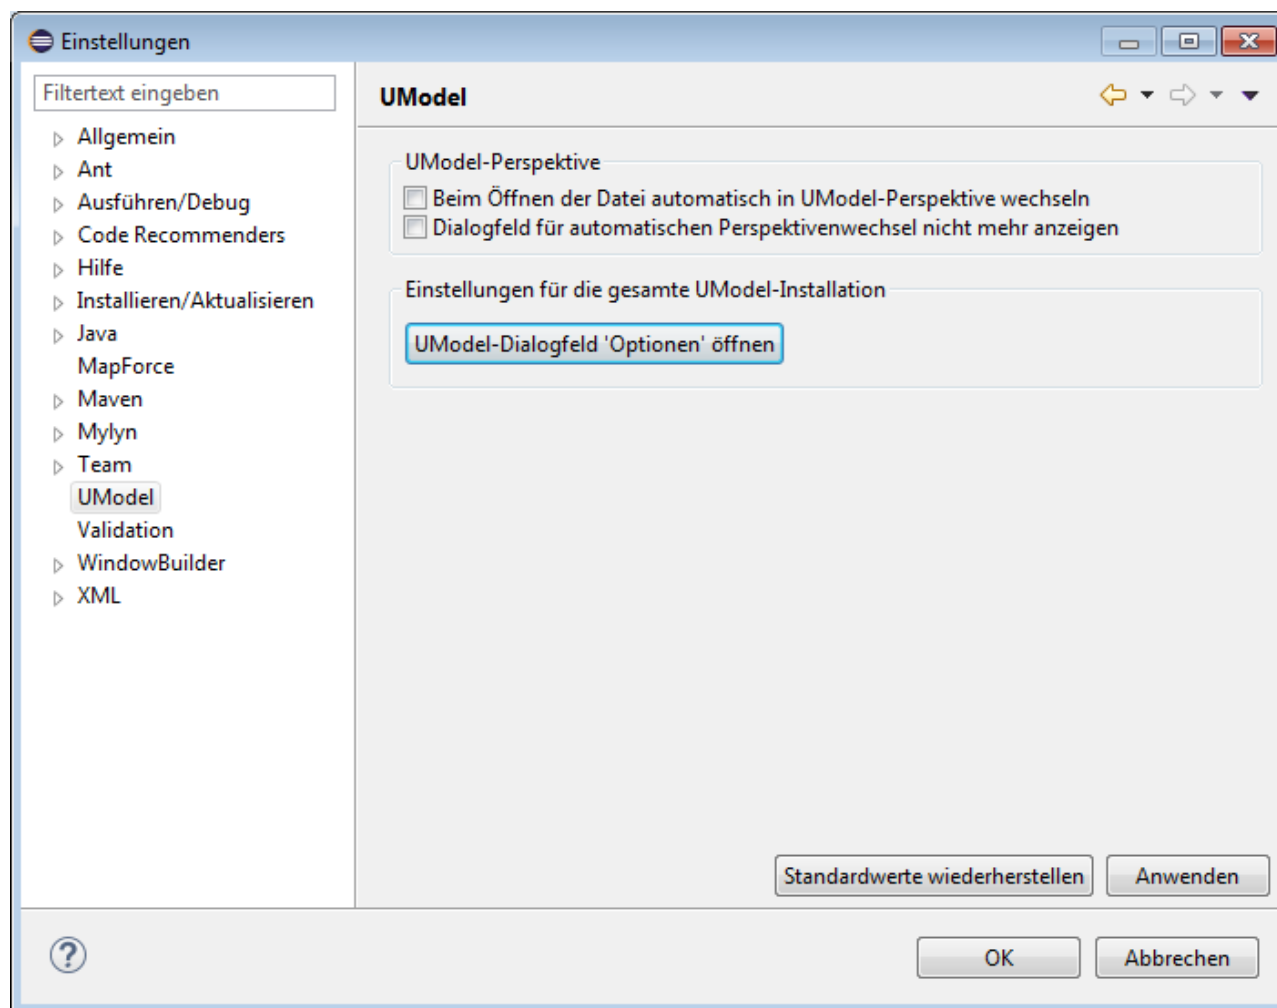 Einstellungen
Filtertext eingeben
Allgemein
Ant
Ausführen/Debug
Code Recommenders
Hilfe
Installieren/Aktualisieren
Java
MapForce
Maven
Mylyn
Team
UModel
Validation
WindowBuilder
XML
UModel
UModel-Perspektive
Beim Öffnen der Datei automatisch in UModel-Perspektive wechseln
Dialogfeld für automatischen Perspektivenwechsel nicht mehr anzeigen
Einstellungen für die gesamte UModel-Installation
UModel-Dialogfeld 'Optionen' öffnen
Standardwerte wiederherstellen
Anwenden
?
OK
Abbrechen